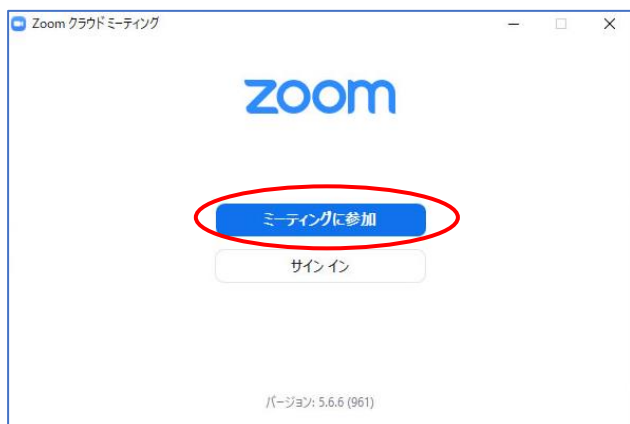 Zoom クラウド ミーティング
zoom
ミーティングに参加
サイン イン
バージョン: 5.6.6 (961)